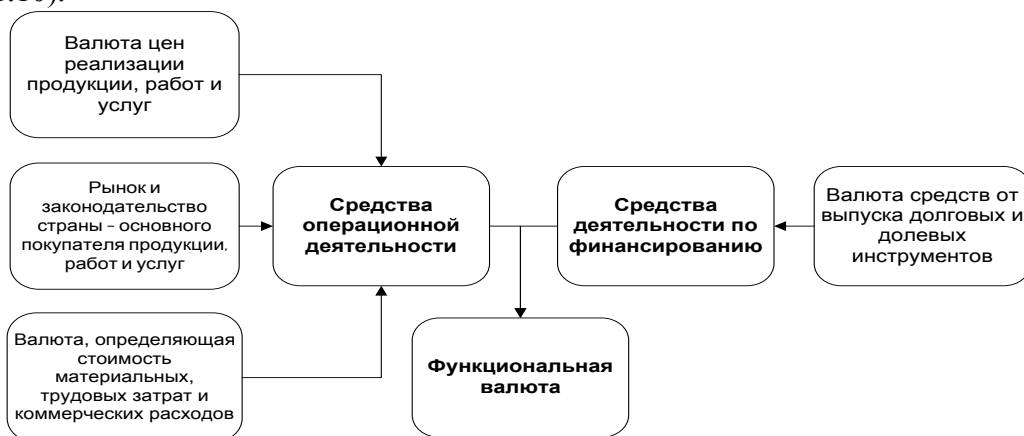 Валюта цен
реализации
продукции, работ и
услуг
Рынок и
законодательство
страны – основного
покупателя продукции,
работ и услуг
Валюта, определяющая
стоимость
материальных,
трудовых затрат и
коммерческих расходов
Средства
операционной
деятельности
Средства
деятельности по
финансированию
Валюта средств от
выпуска долговых и
долевых
инструментов
Функциональная
валюта